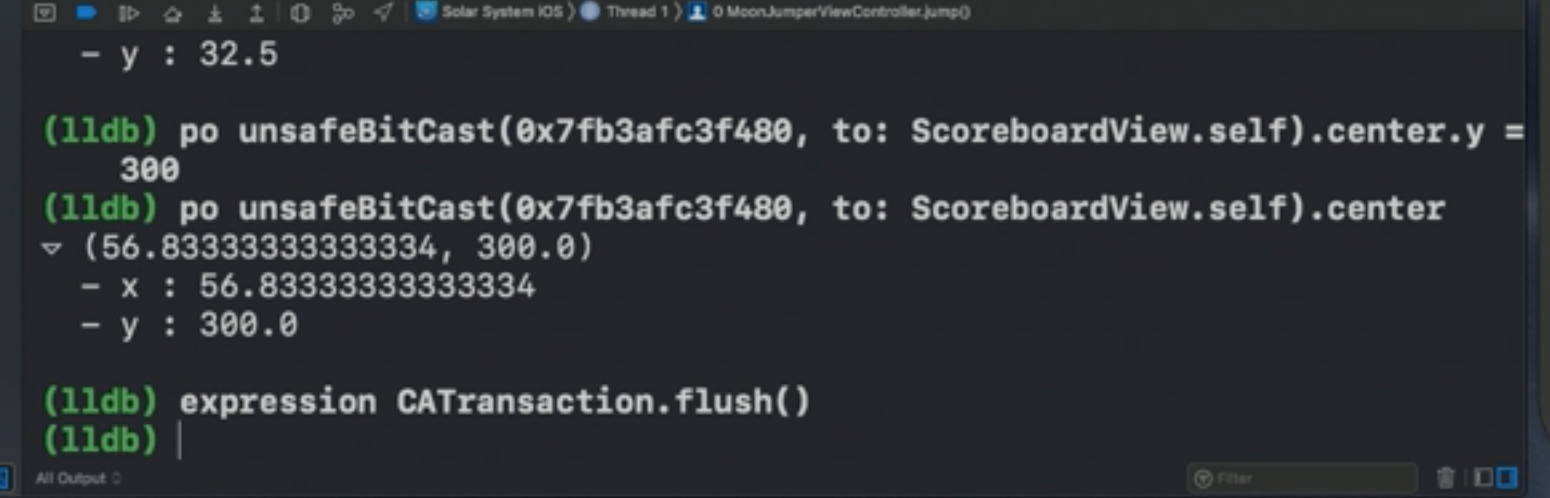 Solar System iOS 〉 Thread 1 〉 0 MoonJumperViewController.jump()
– y : 32.5
(lldb) po unsafeBitCast(0x7fb3afc3f480, to: ScoreboardView.self).center.y =
300
(lldb) po unsafeBitCast(0x7fb3afc3f480, to: ScoreboardView.self).center
▿ (56.83333333333334, 300.0)
– x : 56.83333333333334
– y : 300.0
(lldb) expression CATransaction.flush()
(lldb)
All Output
Filter